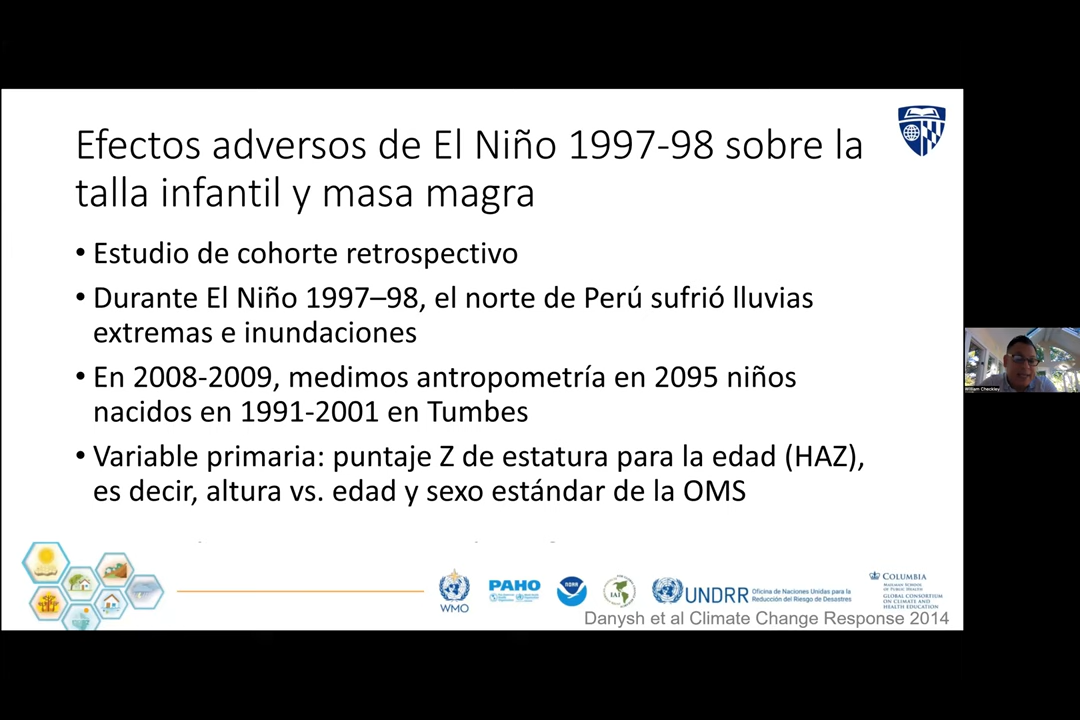 Efectos adversos de El Niño 1997-98 sobre la
talla infantil y masa magra
• Estudio de cohorte retrospectivo
• Durante El Niño 1997–98, el norte de Perú sufrió lluvias
extremas e inundaciones
• En 2008-2009, medimos antropometría en 2095 niños
nacidos en 1991-2001 en Tumbes
• Variable primaria: puntaje Z de estatura para la edad (HAZ),
es decir, altura vs. edad y sexo estándar de la OMS
William Checkley
WMO
PAHO
NOAA
IAI
UNDRR
Oficina de Naciones Unidas para la
Reducción del Riesgo de Desastres
COLUMBIA
MAILMAN SCHOOL
OF PUBLIC HEALTH
GLOBAL CONSORTIUM
ON CLIMATE AND
HEALTH EDUCATION
Danysh et al Climate Change Response 2014